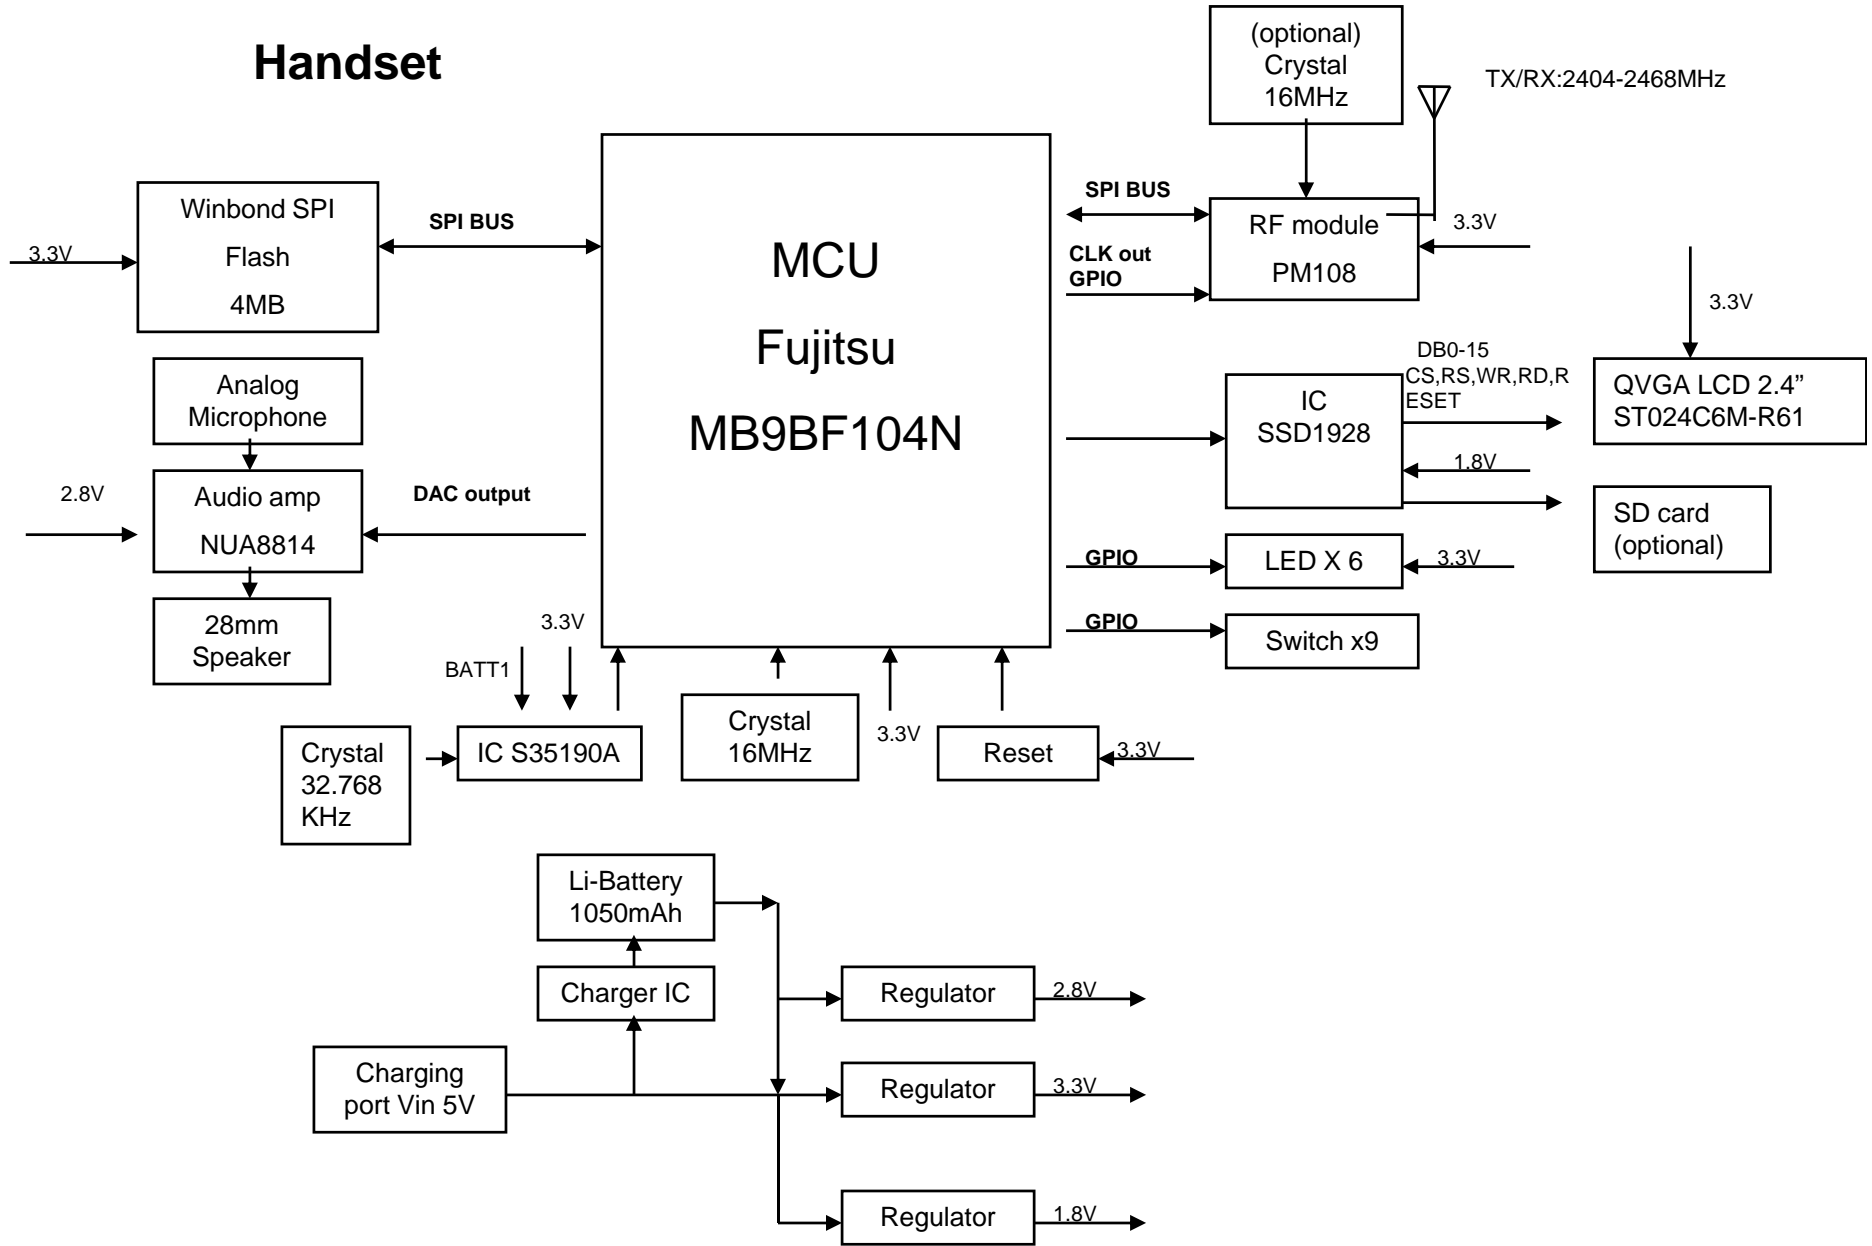 Handset
(optional)
Crystal
16MHz
TX/RX:2404-2468MHz
Winbond SPI
Flash
4MB
3.3V
SPI BUS
MCU
Fujitsu
MB9BF104N
SPI BUS
CLK out
GPIO
RF module
PM108
3.3V
3.3V
Analog
Microphone
2.8V
Audio amp
NUA8814
DAC output
28mm
Speaker
IC
SSD1928
DB0-15
CS,RS,WR,RD,R
ESET
1.8V
QVGA LCD 2.4”
ST024C6M-R61
SD card
(optional)
GPIO
LED X 6
3.3V
GPIO
Switch x9
3.3V
BATT1
Crystal
32.768
KHz
IC S35190A
Crystal
16MHz
3.3V
Reset
3.3V
Li-Battery
1050mAh
Charger IC
Charging
port Vin 5V
Regulator
2.8V
Regulator
3.3V
Regulator
1.8V